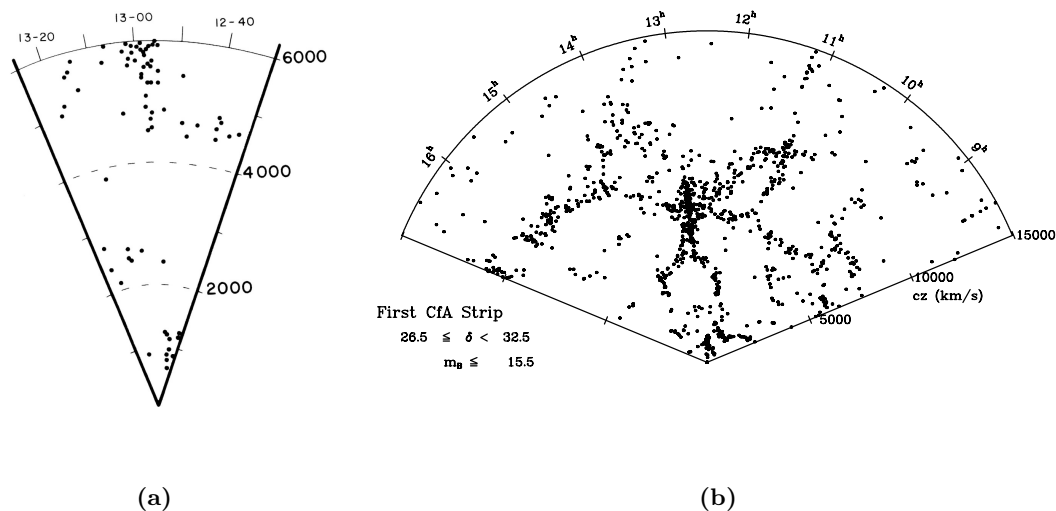 13-20
13-00
12-40
6000
4000
2000
(a)
16ʰ
15ʰ
14ʰ
13ʰ
12ʰ
11ʰ
10ʰ
9ʰ
15000
10000
cz (km/s)
5000
First CfA Strip
26.5 ≦ δ < 32.5
m_B ≦ 15.5
(b)